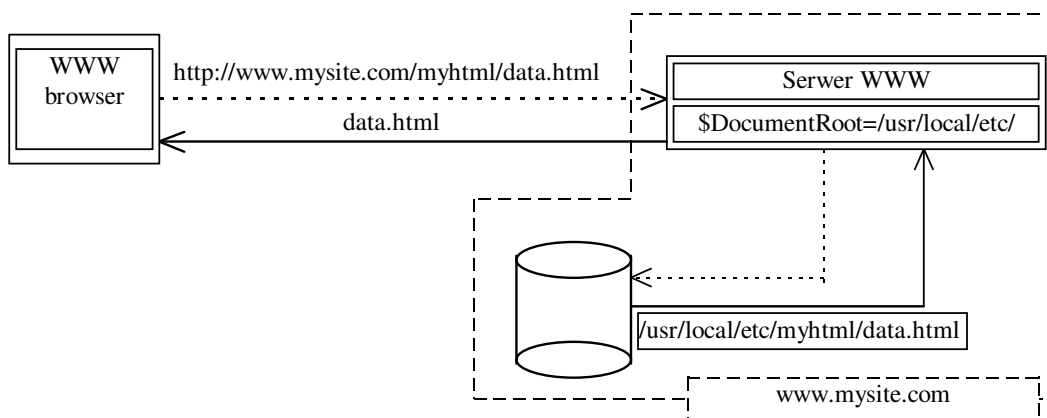 WWW
browser
http://www.mysite.com/myhtml/data.html
data.html
Serwer WWW
$DocumentRoot=/usr/local/etc/
/usr/local/etc/myhtml/data.html
www.mysite.com